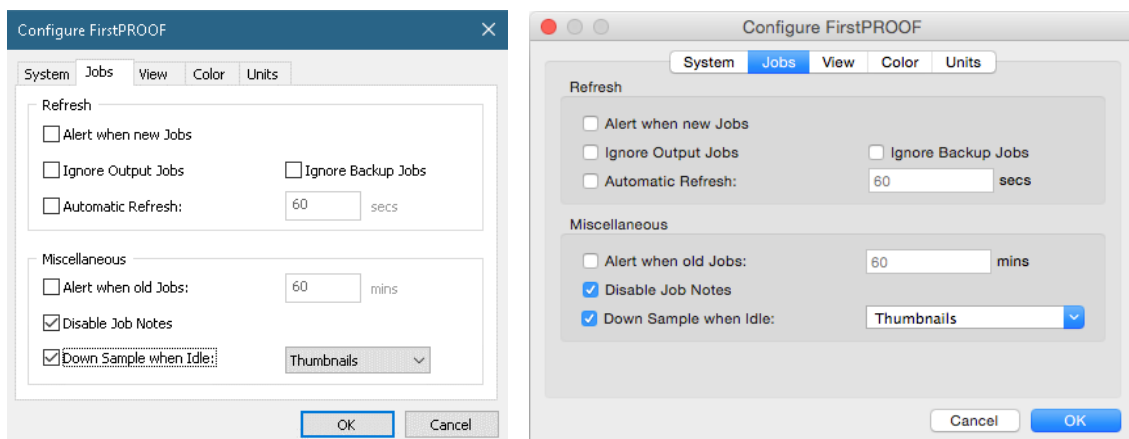 Configure FirstPROOF
System Jobs View Color Units
Refresh
Alert when new Jobs
Ignore Output Jobs Ignore Backup Jobs
Automatic Refresh: 60 secs
Miscellaneous
Alert when old Jobs: 60 mins
Disable Job Notes
Down Sample when Idle: Thumbnails
OK Cancel
Configure FirstPROOF
System Jobs View Color Units
Refresh
Alert when new Jobs
Ignore Output Jobs Ignore Backup Jobs
Automatic Refresh: 60 secs
Miscellaneous
Alert when old Jobs: 60 mins
Disable Job Notes
Down Sample when Idle: Thumbnails
Cancel OK